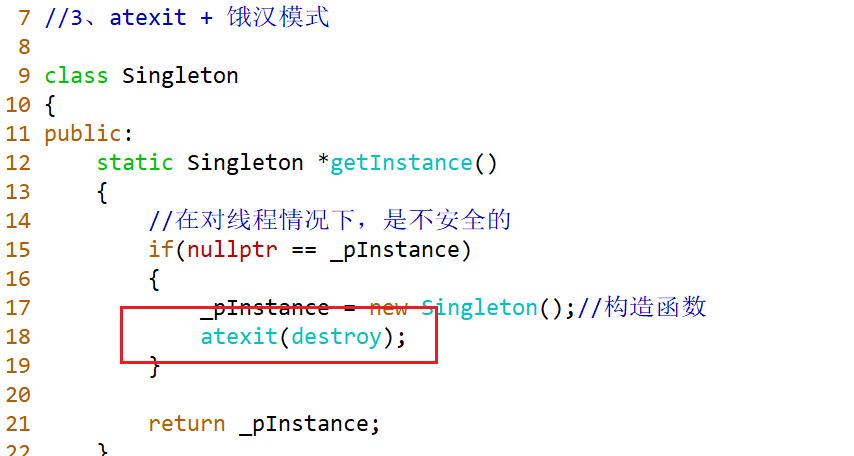 7 //3、atexit + 饿汉模式
8
9 class Singleton
10 {
11 public:
12     static Singleton *getInstance()
13     {
14         //在对线程情况下，是不安全的
15         if(nullptr == _pInstance)
16         {
17             _pInstance = new Singleton();//构造函数
18             atexit(destroy);
19         }
20
21         return _pInstance;
22     }